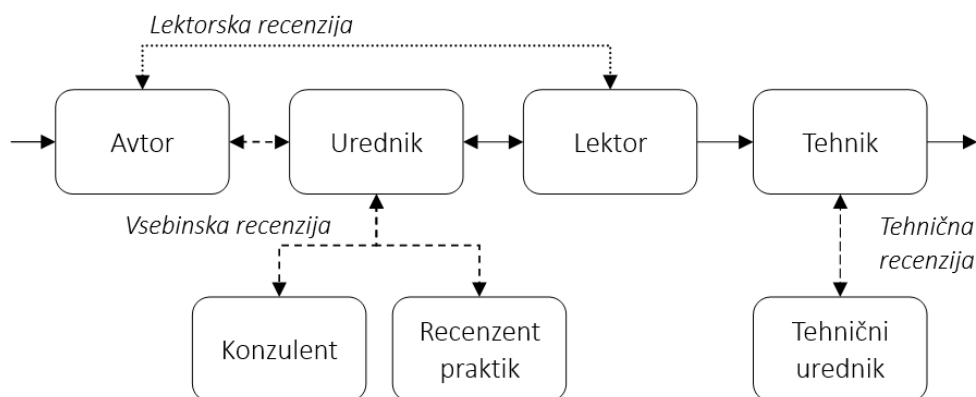 Lektorska recenzija
Avtor
Urednik
Lektor
Tehnik
Vsebinska recenzija
Tehnična
recenzija
Konzulent
Recenzent
praktik
Tehnični
urednik